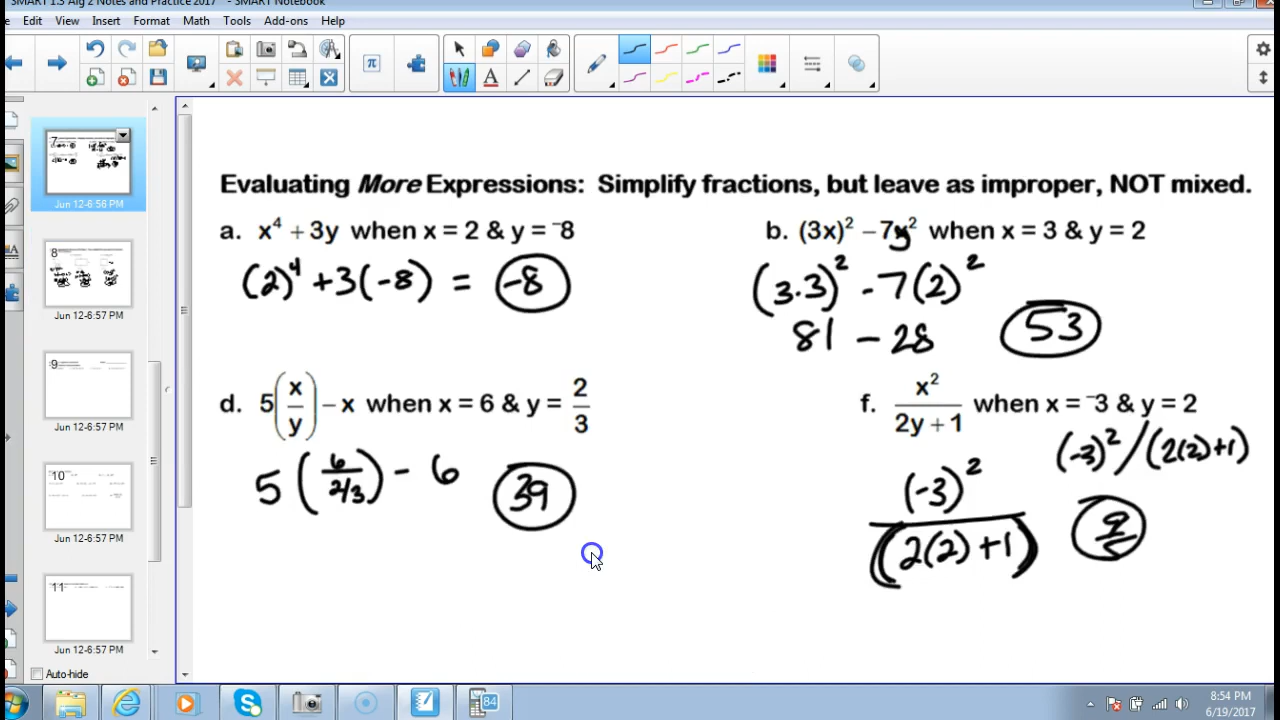 SMART 1.3 Alg 2 Notes and Practice 2017 - SMART Notebook
Edit View Insert Format Math Tools Add-ons Help
π
A
7
Jun 12-6:56 PM
8
Jun 12-6:57 PM
9
Jun 12-6:57 PM
10
Jun 12-6:57 PM
11
Jun 12-6:57 PM
Auto-hide
Evaluating More Expressions: Simplify fractions, but leave as improper, NOT mixed.
a. x⁴ + 3y when x = 2 & y = ⁻8
(2)⁴ + 3(-8) = -8
b. (3x)² - 7y² when x = 3 & y = 2
(3·3)² - 7(2)²
81 - 28 53
d. 5(x/y) - x when x = 6 & y = 2/3
5(6/2/3) - 6 39
f. x²/2y + 1 when x = ⁻3 & y = 2
(-3)²/(2(2)+1)
(-3)²
(2(2)+1) 9/5
84
8:54 PM
6/19/2017